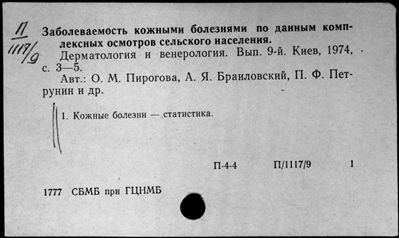 П
1117/9
Заболеваемость кожными болезнями по данным комп-
лексных осмотров сельского населения.
Дерматология и венерология. Вып. 9-й. Киев, 1974,
с. 3—5.
Авт.: О. М. Пирогова, А. Я. Браиловский, П. Ф. Пет-
рунин и др.
1. Кожные болезни — статистика.
П-4-4 П/1117/9 1
1777 СБМБ при ГЦНМБ